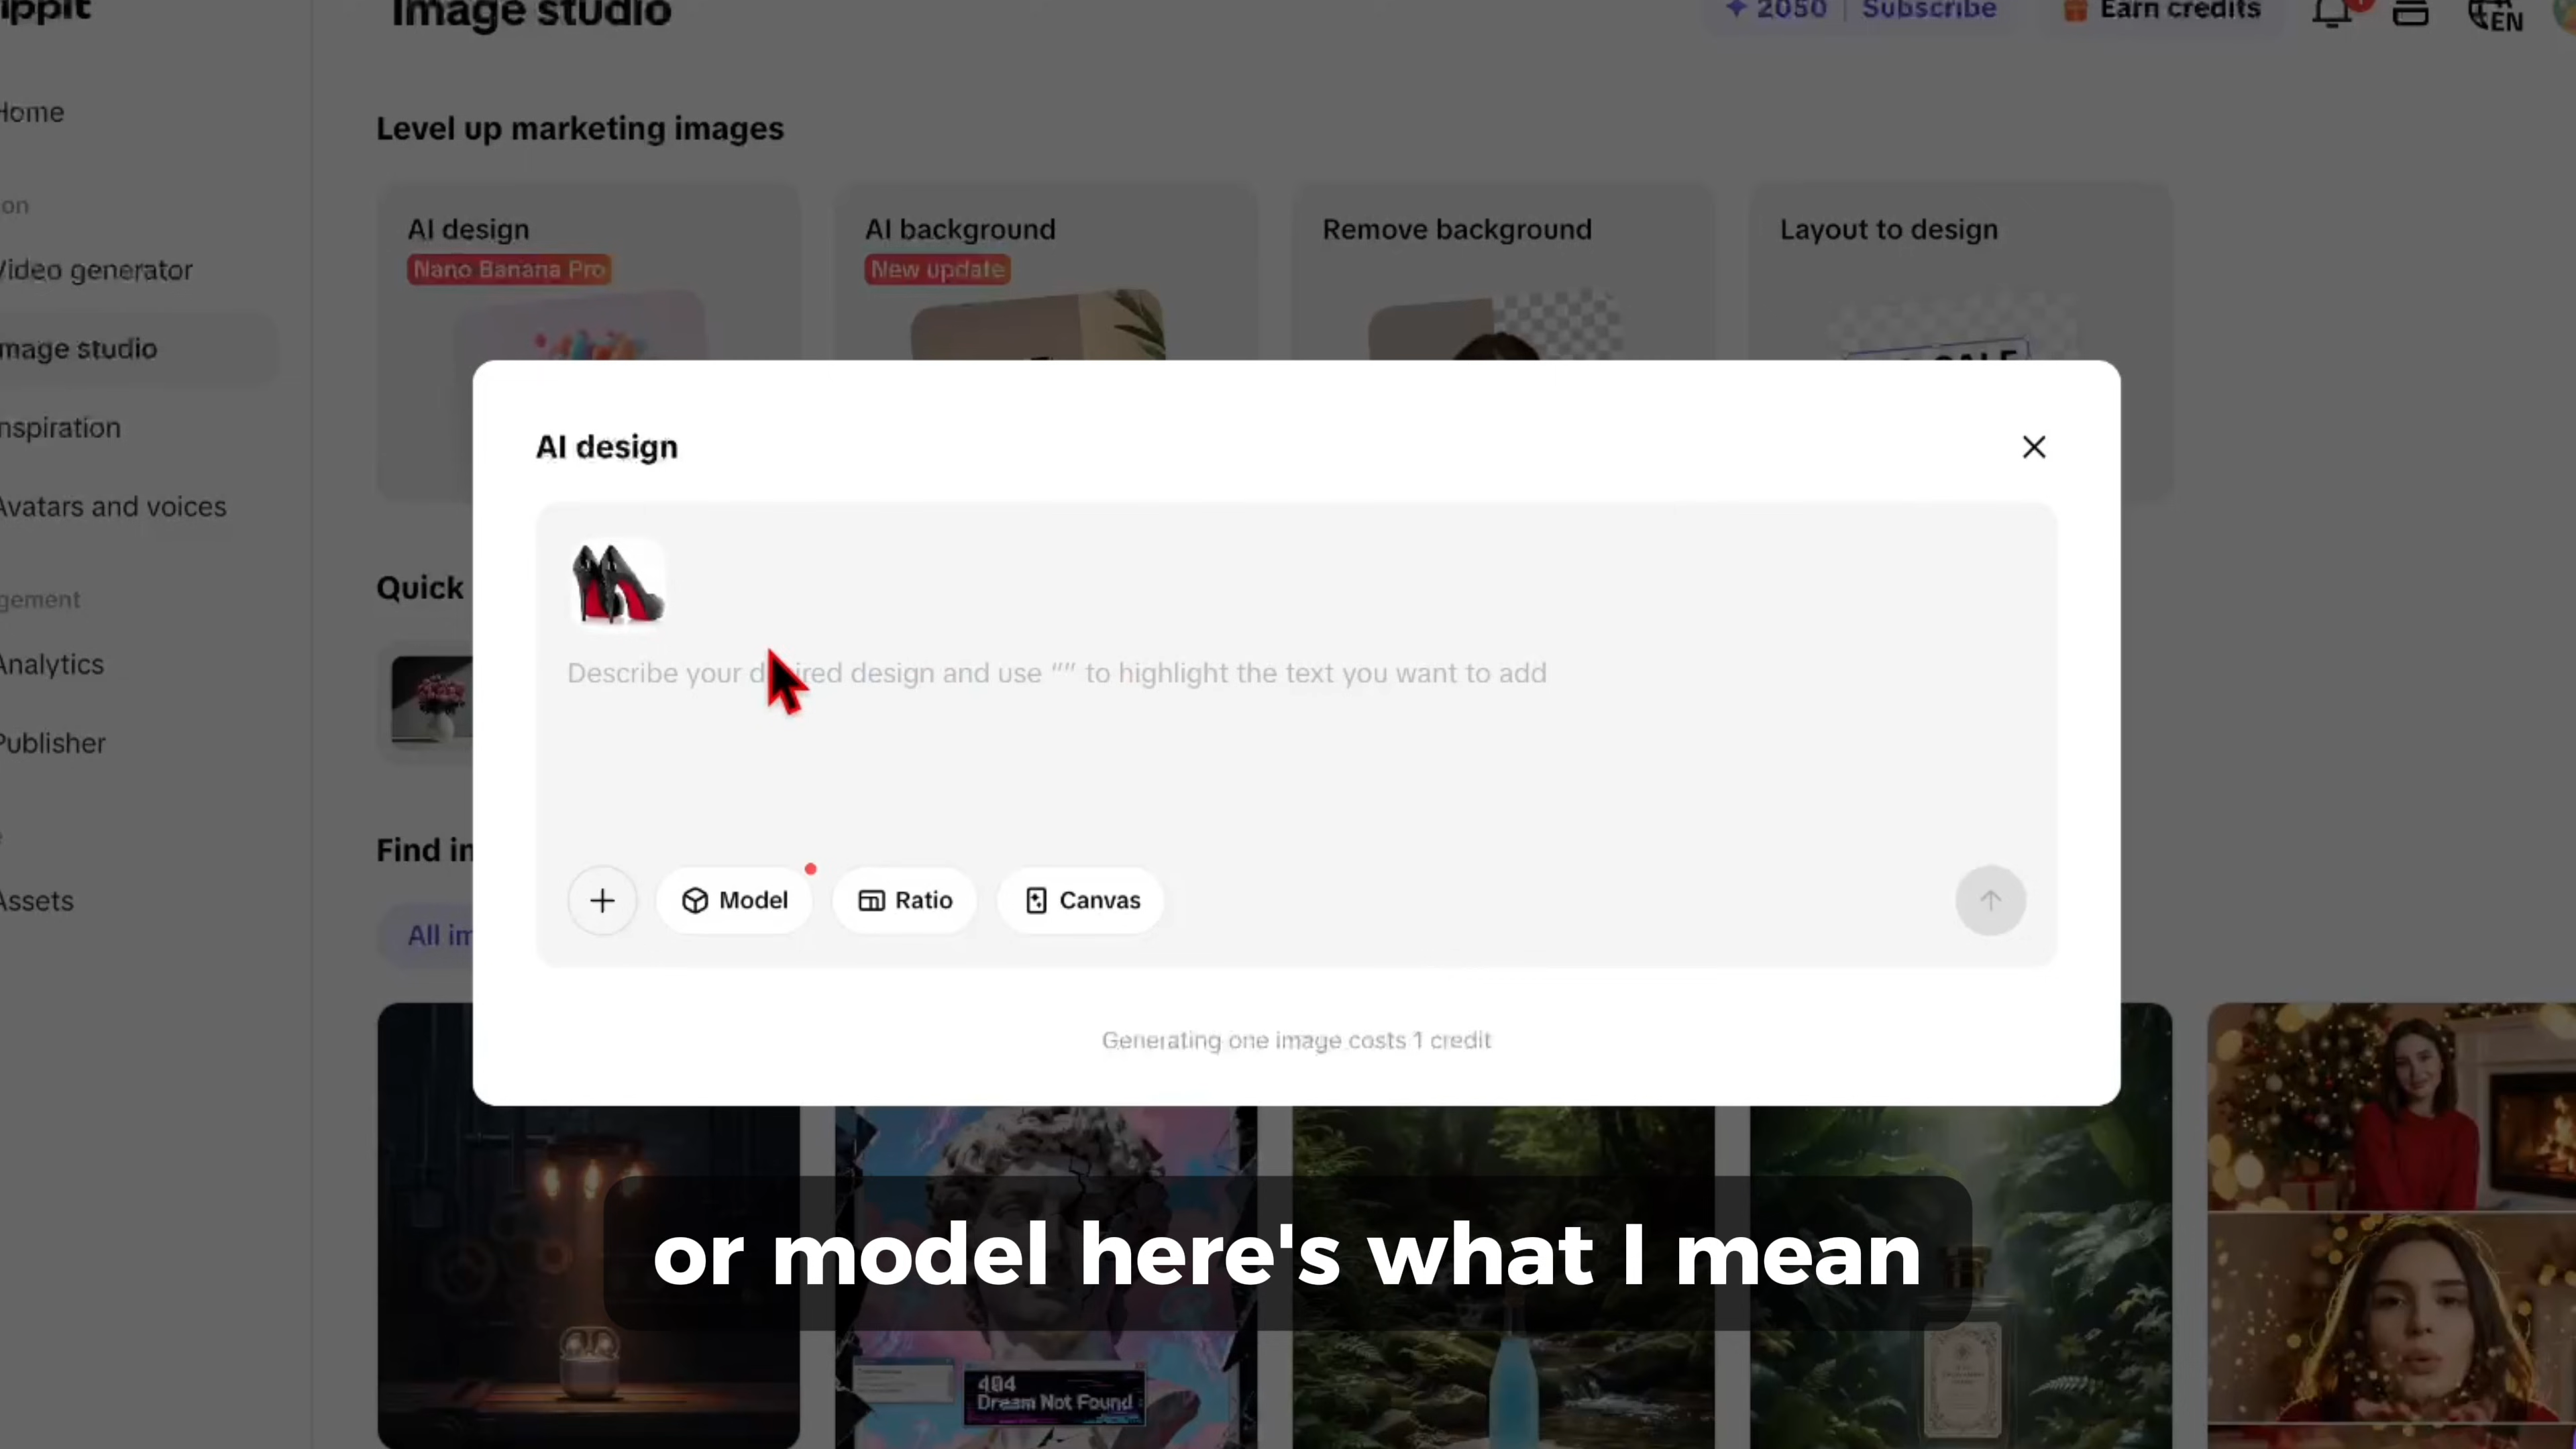 ippit
Image studio
2050 Subscribe
Earn credits
EN
Home
on
Video generator
mage studio
nspiration
Avatars and voices
gement
Analytics
Publisher
Assets
Level up marketing images
AI design
Nano Banana Pro
AI background
New update
Remove background
Layout to design
SALE
Quick
Find in
All im
AI design
Describe your d ired design and use “” to highlight the text you want to add
Model
Ratio
Canvas
Generating one image costs 1 credit
404
Dream Not Found
or model here's what I mean